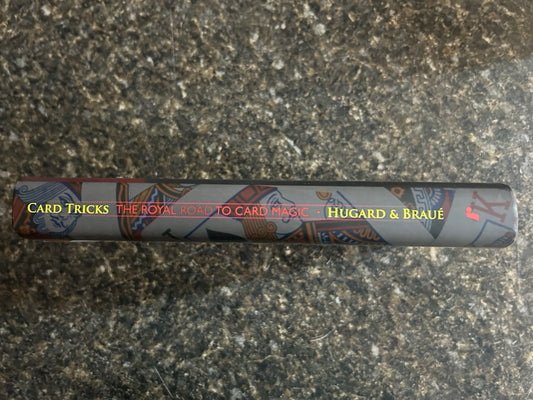 CARD TRICKS THE ROYAL ROAD TO CARD MAGIC · HUGARD & BRAUÉ
r
K